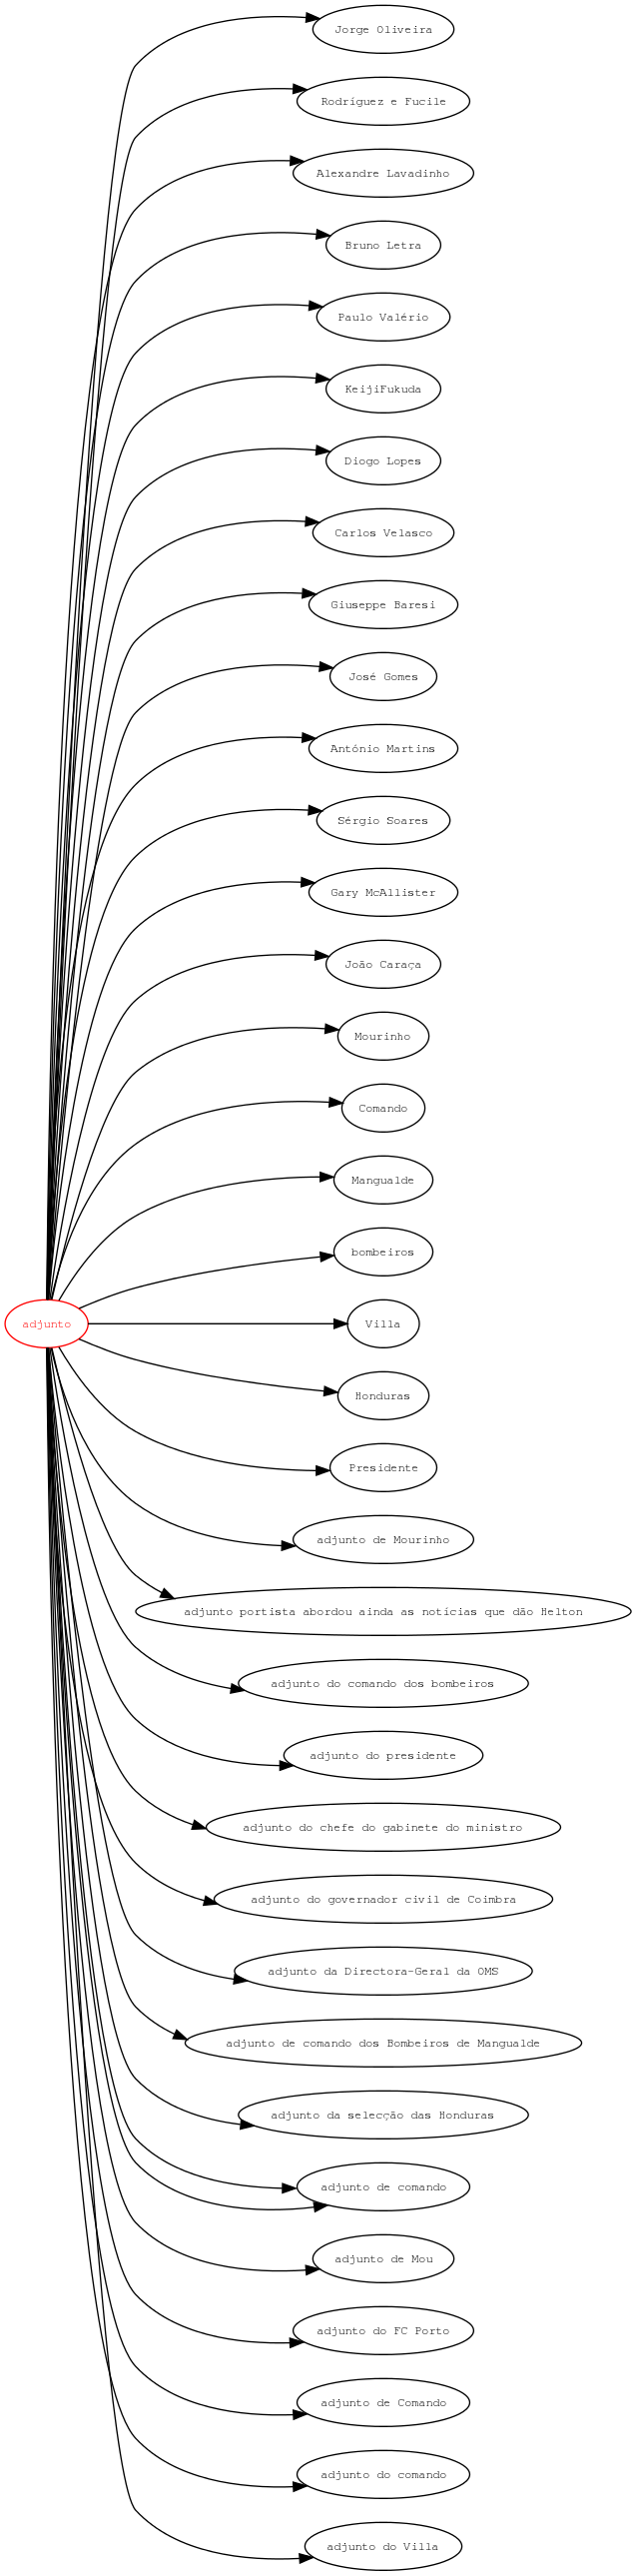 Jorge Oliveira
Rodríguez e Fucile
Alexandre Lavadinho
Bruno Letra
Paulo Valério
KeijiFukuda
Diogo Lopes
Carlos Velasco
Giuseppe Baresi
José Gomes
António Martins
Sérgio Soares
Gary McAllister
João Caraça
Mourinho
Comando
Mangualde
bombeiros
adjunto
Villa
Honduras
Presidente
adjunto de Mourinho
adjunto portista abordou ainda as notícias que dão Helton
adjunto do comando dos bombeiros
adjunto do presidente
adjunto do chefe do gabinete do ministro
adjunto do governador civil de Coimbra
adjunto da Directora-Geral da OMS
adjunto de comando dos Bombeiros de Mangualde
adjunto da selecção das Honduras
adjunto de comando
adjunto de Mou
adjunto do FC Porto
adjunto de Comando
adjunto do comando
adjunto do Villa